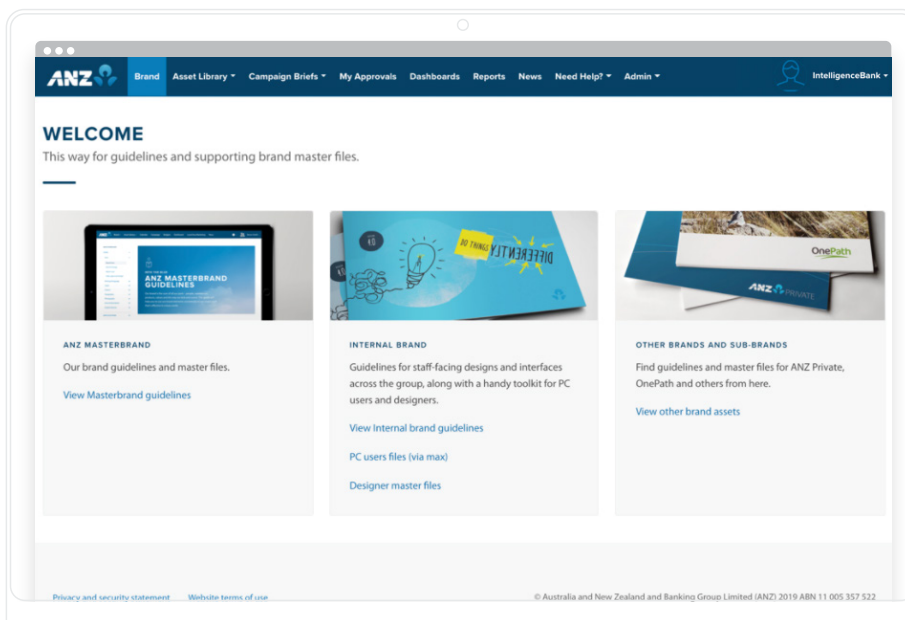 ANZ
Brand Asset Library Campaign Briefs My Approvals Dashboards Reports News Need Help? Admin IntelligenceBank
WELCOME
This way for guidelines and supporting brand master files.
ANZ MASTERBRAND
GUIDELINES
DO THINGS DIFFERENTLY
OnePath
ANZ PRIVATE
ANZ MASTERBRAND
Our brand guidelines and master files.
View Masterbrand guidelines
INTERNAL BRAND
Guidelines for staff-facing designs and interfaces
across the group, along with a handy toolkit for PC
users and designers.
View Internal brand guidelines
PC users files (via max)
Designer master files
OTHER BRANDS AND SUB-BRANDS
Find guidelines and master files for ANZ Private,
OnePath and others from here.
View other brand assets
Privacy and security statement Website terms of use
© Australia and New Zealand and Banking Group Limited (ANZ) 2019 ABN 11 005 357 522